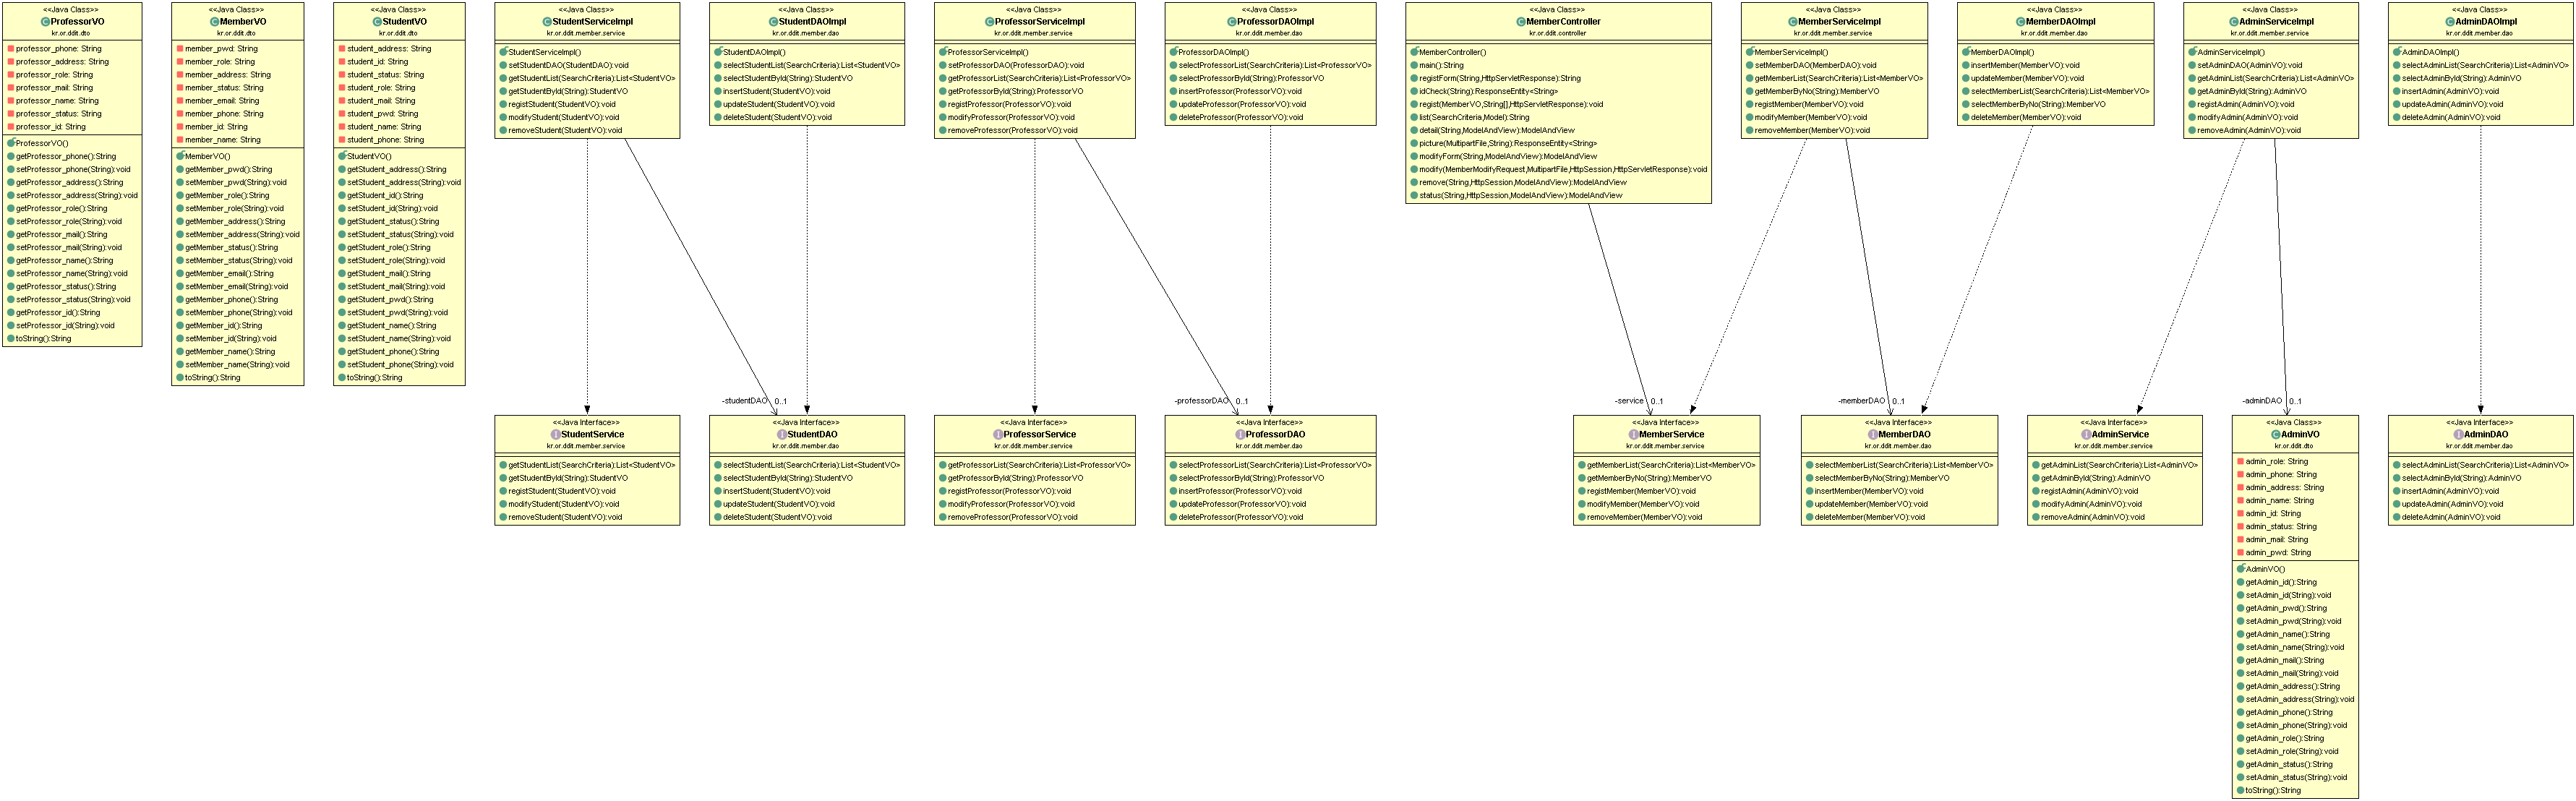 <<Java Class>>
ProfessorVO
kr.or.ddit.dto
professor_phone: String
professor_address: String
professor_role: String
professor_mail: String
professor_name: String
professor_status: String
professor_id: String
ProfessorVO()
getProfessor_phone():String
setProfessor_phone(String):void
getProfessor_address():String
setProfessor_address(String):void
getProfessor_role():String
setProfessor_role(String):void
getProfessor_mail():String
setProfessor_mail(String):void
getProfessor_name():String
setProfessor_name(String):void
getProfessor_status():String
setProfessor_status(String):void
getProfessor_id():String
setProfessor_id(String):void
toString():String
<<Java Class>>
MemberVO
kr.or.ddit.dto
member_pwd: String
member_role: String
member_address: String
member_status: String
member_email: String
member_phone: String
member_id: String
member_name: String
MemberVO()
getMember_pwd():String
setMember_pwd(String):void
getMember_role():String
setMember_role(String):void
getMember_address():String
setMember_address(String):void
getMember_status():String
setMember_status(String):void
getMember_email():String
setMember_email(String):void
getMember_phone():String
setMember_phone(String):void
getMember_id():String
setMember_id(String):void
getMember_name():String
setMember_name(String):void
toString():String
<<Java Class>>
StudentVO
kr.or.ddit.dto
student_address: String
student_id: String
student_status: String
student_role: String
student_mail: String
student_pwd: String
student_name: String
student_phone: String
StudentVO()
getStudent_address():String
setStudent_address(String):void
getStudent_id():String
setStudent_id(String):void
getStudent_status():String
setStudent_status(String):void
getStudent_role():String
setStudent_role(String):void
getStudent_mail():String
setStudent_mail(String):void
getStudent_pwd():String
setStudent_pwd(String):void
getStudent_name():String
setStudent_name(String):void
getStudent_phone():String
setStudent_phone(String):void
toString():String
<<Java Class>>
StudentServiceImpl
kr.or.ddit.member.service
StudentServiceImpl()
setStudentDAO(StudentDAO):void
getStudentList(SearchCriteria):List<StudentVO>
getStudentById(String):StudentVO
registStudent(StudentVO):void
modifyStudent(StudentVO):void
removeStudent(StudentVO):void
<<Java Class>>
StudentDAOImpl
kr.or.ddit.member.dao
StudentDAOImpl()
selectStudentList(SearchCriteria):List<StudentVO>
selectStudentById(String):StudentVO
insertStudent(StudentVO):void
updateStudent(StudentVO):void
deleteStudent(StudentVO):void
<<Java Class>>
ProfessorServiceImpl
kr.or.ddit.member.service
ProfessorServiceImpl()
setProfessorDAO(ProfessorDAO):void
getProfessorList(SearchCriteria):List<ProfessorVO>
getProfessorById(String):ProfessorVO
registProfessor(ProfessorVO):void
modifyProfessor(ProfessorVO):void
removeProfessor(ProfessorVO):void
<<Java Class>>
ProfessorDAOImpl
kr.or.ddit.member.dao
ProfessorDAOImpl()
selectProfessorList(SearchCriteria):List<ProfessorVO>
selectProfessorById(String):ProfessorVO
insertProfessor(ProfessorVO):void
updateProfessor(ProfessorVO):void
deleteProfessor(ProfessorVO):void
<<Java Class>>
MemberController
kr.or.ddit.controller
MemberController()
main():String
registForm(String,HttpServletResponse):String
idCheck(String):ResponseEntity<String>
regist(MemberVO,String[],HttpServletResponse):void
list(SearchCriteria,Model):String
detail(String,ModelAndView):ModelAndView
picture(MultipartFile,String):ResponseEntity<String>
modifyForm(String,ModelAndView):ModelAndView
modify(MemberModifyRequest,MultipartFile,HttpSession,HttpServletResponse):void
remove(String,HttpSession,ModelAndView):ModelAndView
status(String,HttpSession,ModelAndView):ModelAndView
<<Java Class>>
MemberServiceImpl
kr.or.ddit.member.service
MemberServiceImpl()
setMemberDAO(MemberDAO):void
getMemberList(SearchCriteria):List<MemberVO>
getMemberByNo(String):MemberVO
registMember(MemberVO):void
modifyMember(MemberVO):void
removeMember(MemberVO):void
<<Java Class>>
MemberDAOImpl
kr.or.ddit.member.dao
MemberDAOImpl()
insertMember(MemberVO):void
updateMember(MemberVO):void
selectMemberList(SearchCriteria):List<MemberVO>
selectMemberByNo(String):MemberVO
deleteMember(MemberVO):void
<<Java Class>>
AdminServiceImpl
kr.or.ddit.member.service
AdminServiceImpl()
setAdminDAO(AdminVO):void
getAdminList(SearchCriteria):List<AdminVO>
getAdminById(String):AdminVO
registAdmin(AdminVO):void
modifyAdmin(AdminVO):void
removeAdmin(AdminVO):void
<<Java Class>>
AdminDAOImpl
kr.or.ddit.member.dao
AdminDAOImpl()
selectAdminList(SearchCriteria):List<AdminVO>
selectAdminById(String):AdminVO
insertAdmin(AdminVO):void
updateAdmin(AdminVO):void
deleteAdmin(AdminVO):void
-studentDAO 0..1
-professorDAO 0..1
-service 0..1
-memberDAO 0..1
-adminDAO 0..1
<<Java Interface>>
StudentService
kr.or.ddit.member.service
getStudentList(SearchCriteria):List<StudentVO>
getStudentById(String):StudentVO
registStudent(StudentVO):void
modifyStudent(StudentVO):void
removeStudent(StudentVO):void
<<Java Interface>>
StudentDAO
kr.or.ddit.member.dao
selectStudentList(SearchCriteria):List<StudentVO>
selectStudentById(String):StudentVO
insertStudent(StudentVO):void
updateStudent(StudentVO):void
deleteStudent(StudentVO):void
<<Java Interface>>
ProfessorService
kr.or.ddit.member.service
getProfessorList(SearchCriteria):List<ProfessorVO>
getProfessorById(String):ProfessorVO
registProfessor(ProfessorVO):void
modifyProfessor(ProfessorVO):void
removeProfessor(ProfessorVO):void
<<Java Interface>>
ProfessorDAO
kr.or.ddit.member.dao
selectProfessorList(SearchCriteria):List<ProfessorVO>
selectProfessorById(String):ProfessorVO
insertProfessor(ProfessorVO):void
updateProfessor(ProfessorVO):void
deleteProfessor(ProfessorVO):void
<<Java Interface>>
MemberService
kr.or.ddit.member.service
getMemberList(SearchCriteria):List<MemberVO>
getMemberByNo(String):MemberVO
registMember(MemberVO):void
modifyMember(MemberVO):void
removeMember(MemberVO):void
<<Java Interface>>
MemberDAO
kr.or.ddit.member.dao
selectMemberList(SearchCriteria):List<MemberVO>
selectMemberByNo(String):MemberVO
insertMember(MemberVO):void
updateMember(MemberVO):void
deleteMember(MemberVO):void
<<Java Interface>>
AdminService
kr.or.ddit.member.service
getAdminList(SearchCriteria):List<AdminVO>
getAdminById(String):AdminVO
registAdmin(AdminVO):void
modifyAdmin(AdminVO):void
removeAdmin(AdminVO):void
<<Java Class>>
AdminVO
kr.or.ddit.dto
admin_role: String
admin_phone: String
admin_address: String
admin_name: String
admin_id: String
admin_status: String
admin_mail: String
admin_pwd: String
AdminVO()
getAdmin_id():String
setAdmin_id(String):void
getAdmin_pwd():String
setAdmin_pwd(String):void
getAdmin_name():String
setAdmin_name(String):void
getAdmin_mail():String
setAdmin_mail(String):void
getAdmin_address():String
setAdmin_address(String):void
getAdmin_phone():String
setAdmin_phone(String):void
getAdmin_role():String
setAdmin_role(String):void
getAdmin_status():String
setAdmin_status(String):void
toString():String
<<Java Interface>>
AdminDAO
kr.or.ddit.member.dao
selectAdminList(SearchCriteria):List<AdminVO>
selectAdminById(String):AdminVO
insertAdmin(AdminVO):void
updateAdmin(AdminVO):void
deleteAdmin(AdminVO):void